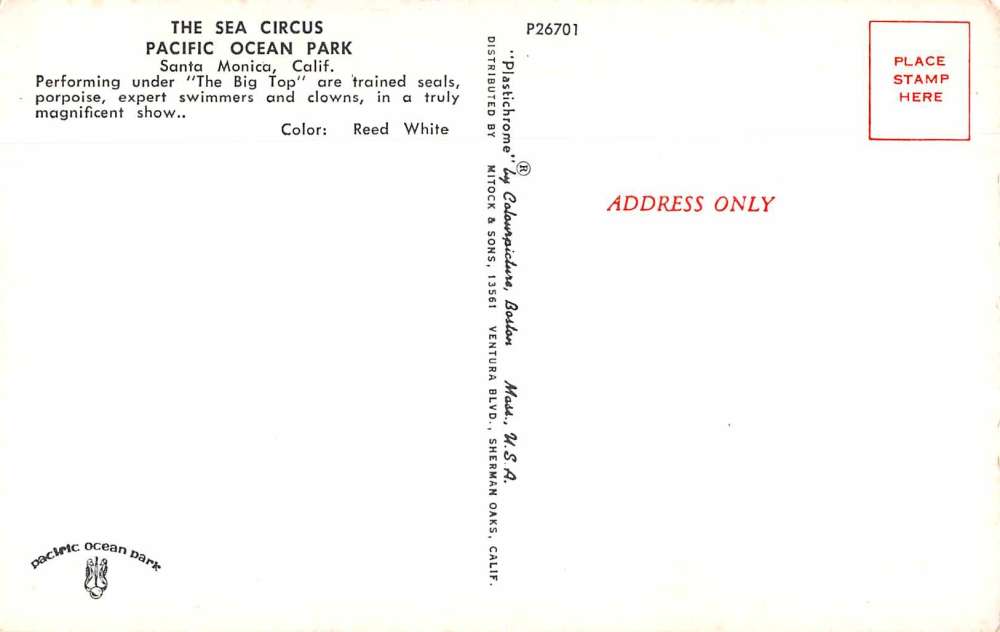 THE SEA CIRCUS
PACIFIC OCEAN PARK
Santa Monica, Calif.
Performing under "The Big Top" are trained seals,
porpoise, expert swimmers and clowns, in a truly
magnificent show..
Color: Reed White
pacific ocean park
P26701
"Plastichrome"® by Colourpicture, Boston Mass., U.S.A.
DISTRIBUTED BY MITOCK & SONS, 13561 VENTURA BLVD., SHERMAN OAKS, CALIF.
PLACE
STAMP
HERE
ADDRESS ONLY